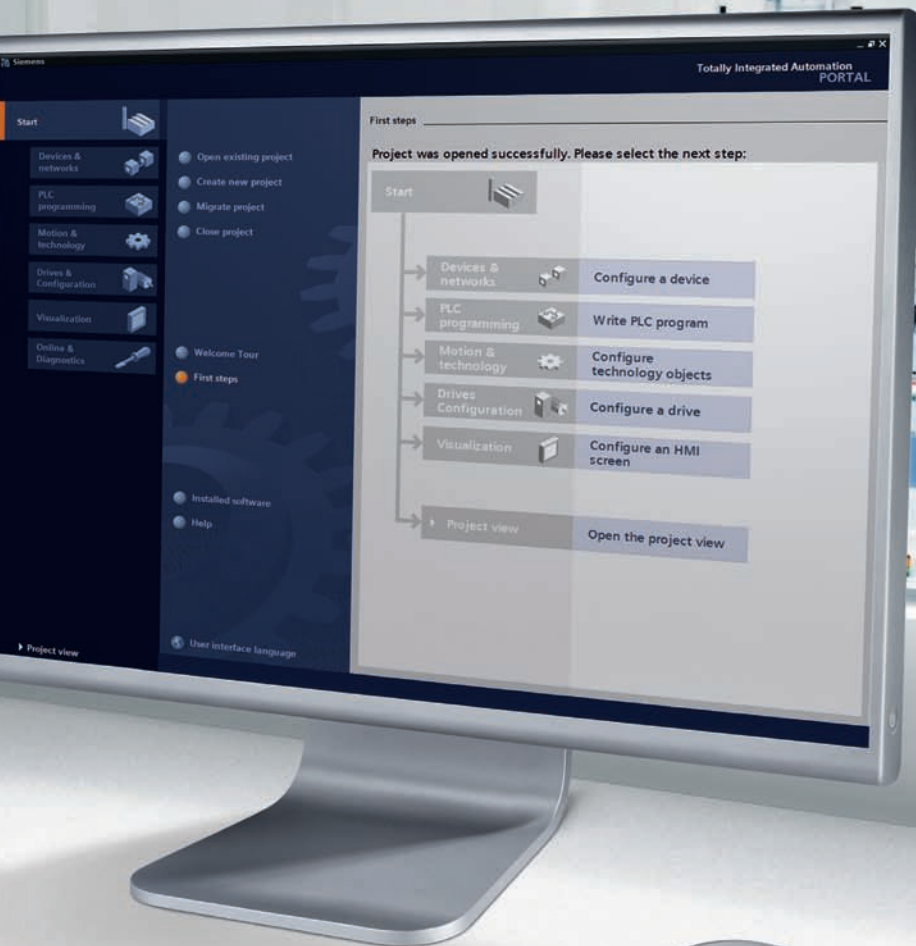 Siemens
Totally Integrated Automation
PORTAL
Start
Devices &
networks
PLC
programming
Motion &
technology
Drives &
Configuration
Visualization
Online &
Diagnostics
Project view
Open existing project
Create new project
Migrate project
Close project
Welcome Tour
First steps
Installed software
Help
User interface language
First steps
Project was opened successfully. Please select the next step:
Start
Devices &
networks
Configure a device
PLC
programming
Write PLC program
Motion &
technology
Configure
technology objects
Drives
Configuration
Configure a drive
Visualization
Configure an HMI
screen
Project view
Open the project view